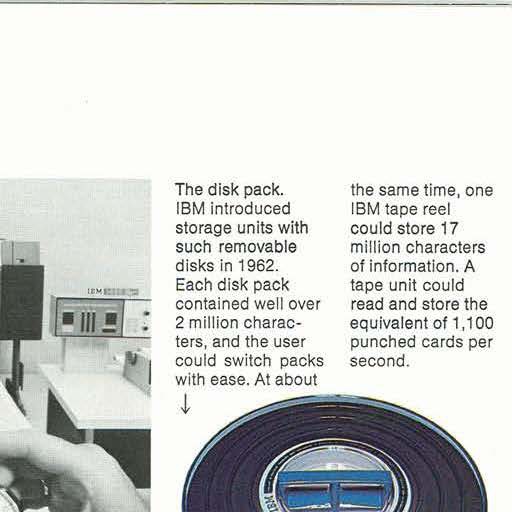 The disk pack.
IBM introduced
storage units with
such removable
disks in 1962.
Each disk pack
contained well over
2 million charac-
ters, and the user
could switch packs
with ease. At about
the same time, one
IBM tape reel
could store 17
million characters
of information. A
tape unit could
read and store the
equivalent of 1,100
punched cards per
second.
IBM
IBM